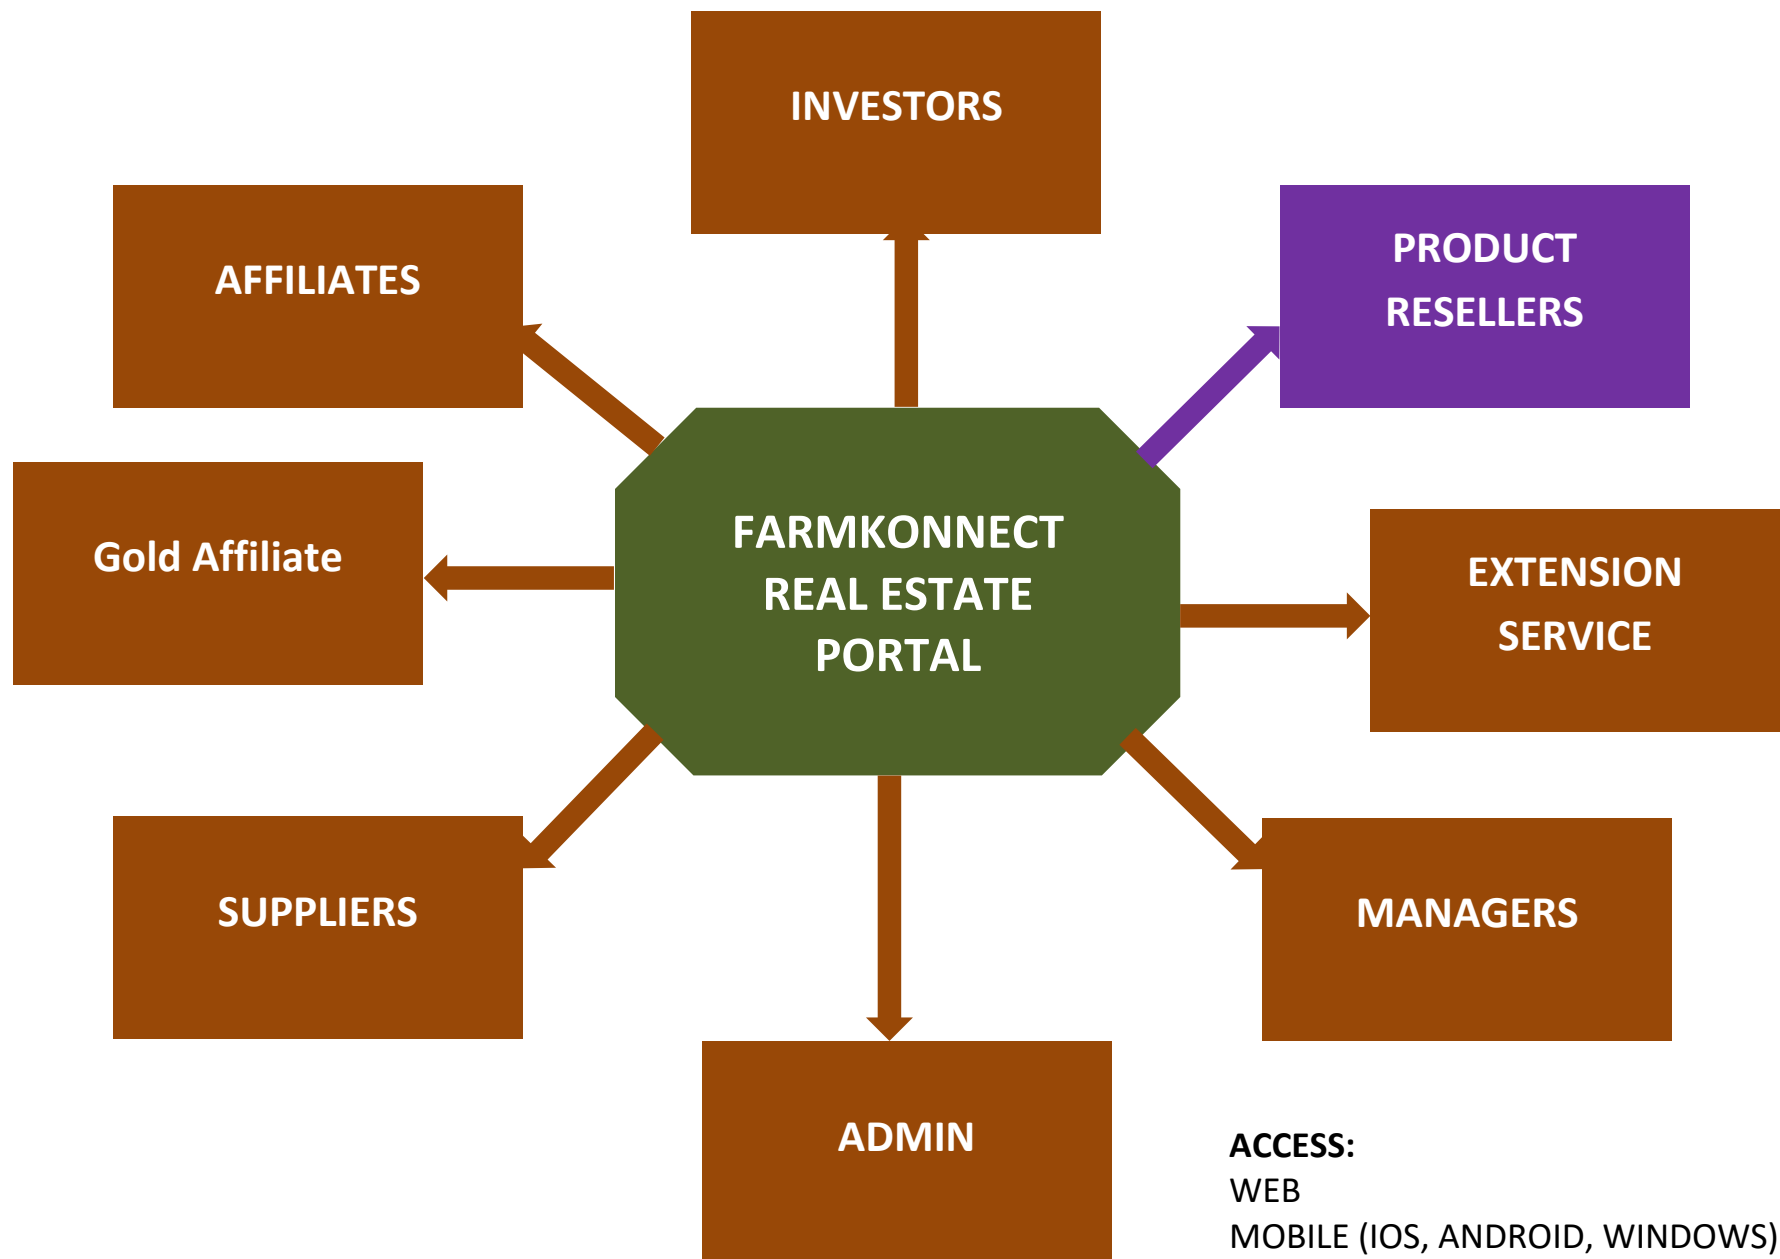 INVESTORS
AFFILIATES
PRODUCT
RESELLERS
Gold Affiliate
FARMKONNECT
REAL ESTATE
PORTAL
EXTENSION
SERVICE
SUPPLIERS
MANAGERS
ADMIN
ACCESS:
WEB
MOBILE (IOS, ANDROID, WINDOWS)